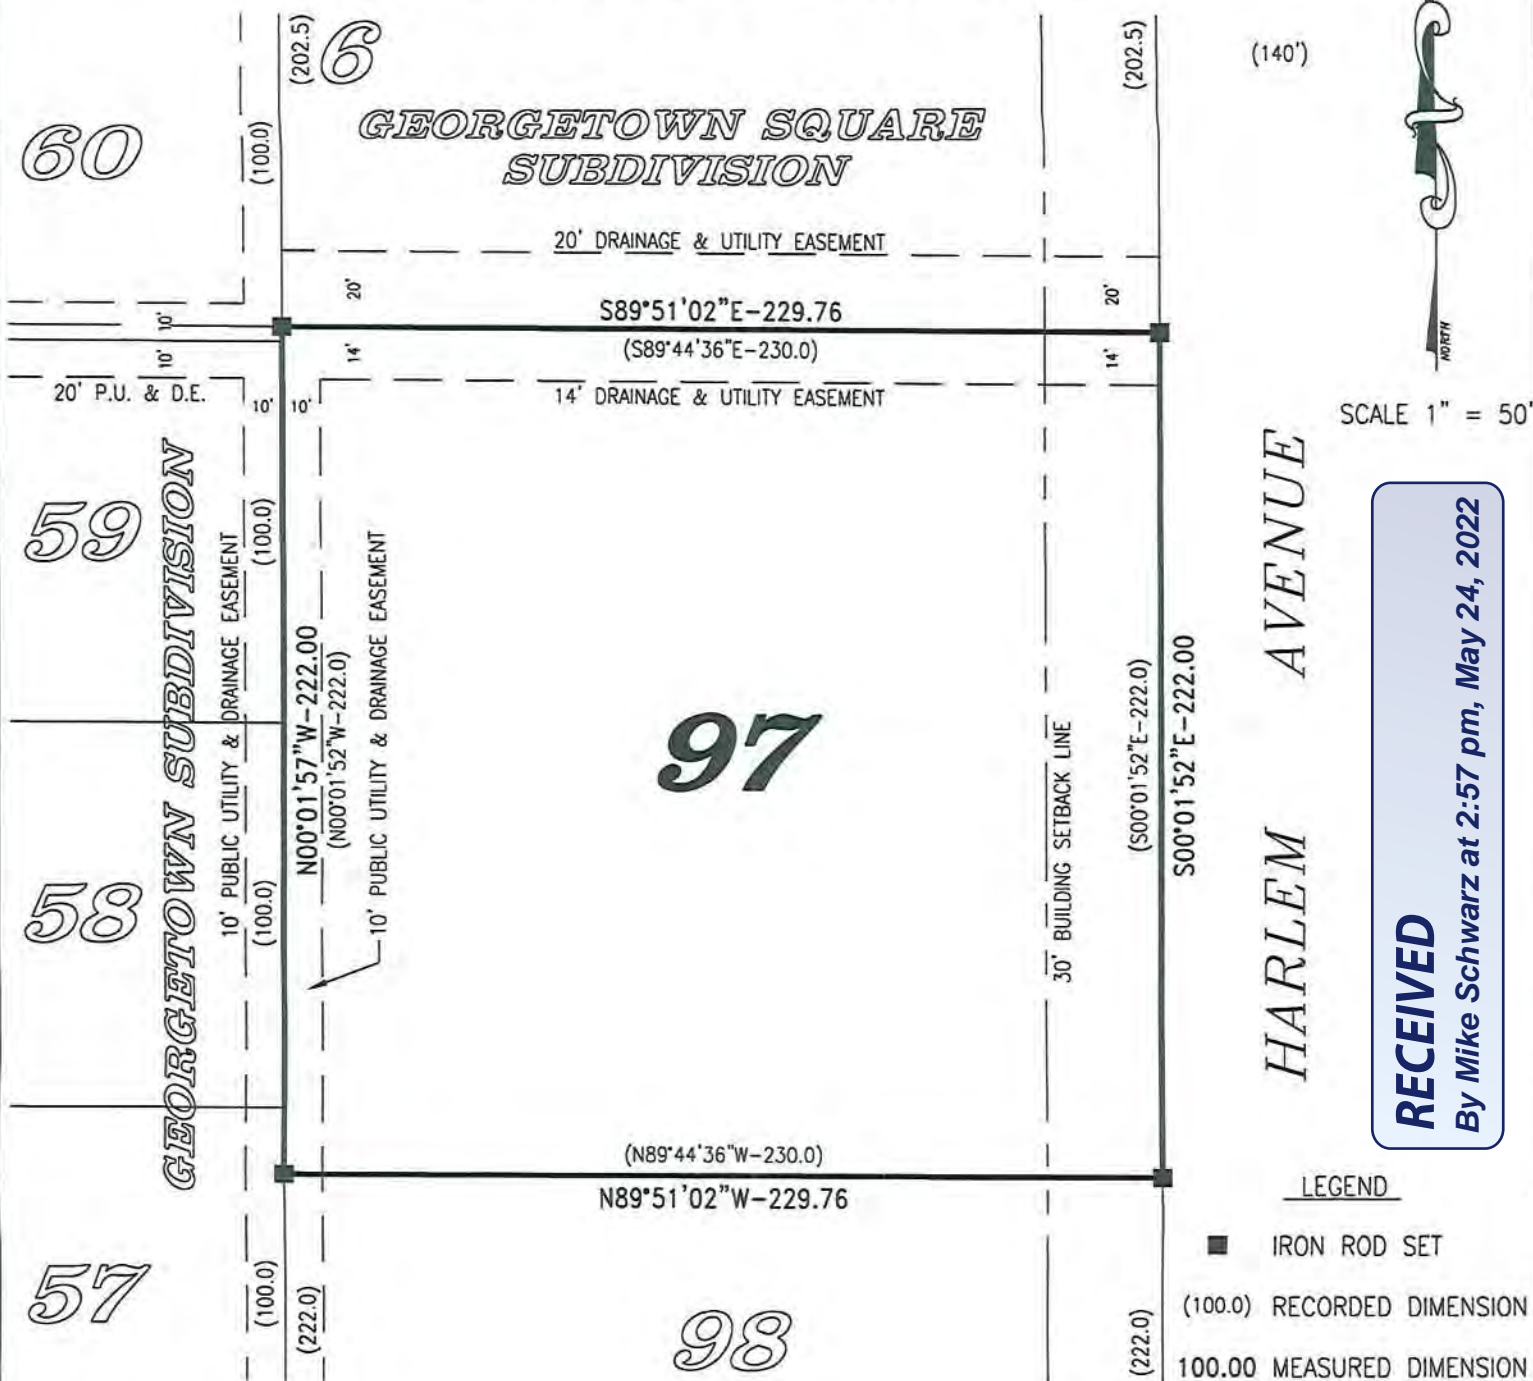 (202.5)
6
(202.5)
(140')
60
(100.0)
GEORGETOWN SQUARE
SUBDIVISION
20' DRAINAGE & UTILITY EASEMENT
20'
20'
NORTH
SCALE 1" = 50'
S89°51'02"E-229.76
(S89°44'36"E-230.0)
10'
10'
14'
14'
20' P.U. & D.E.
10'
10'
14' DRAINAGE & UTILITY EASEMENT
59
(100.0)
GEORGETOWN SUBDIVISION
10' PUBLIC UTILITY & DRAINAGE EASEMENT
N00°01'57"W-222.00
(N00°01'52"W-222.0)
10' PUBLIC UTILITY & DRAINAGE EASEMENT
97
30' BUILDING SETBACK LINE
(S00°01'52"E-222.0)
S00°01'52"E-222.00
HARLEM AVENUE
RECEIVED
By Mike Schwarz at 2:57 pm, May 24, 2022
58
(100.0)
(N89°44'36"W-230.0)
N89°51'02"W-229.76
57
(100.0)
(222.0)
98
(222.0)
LEGEND
IRON ROD SET
(100.0) RECORDED DIMENSION
100.00 MEASURED DIMENSION